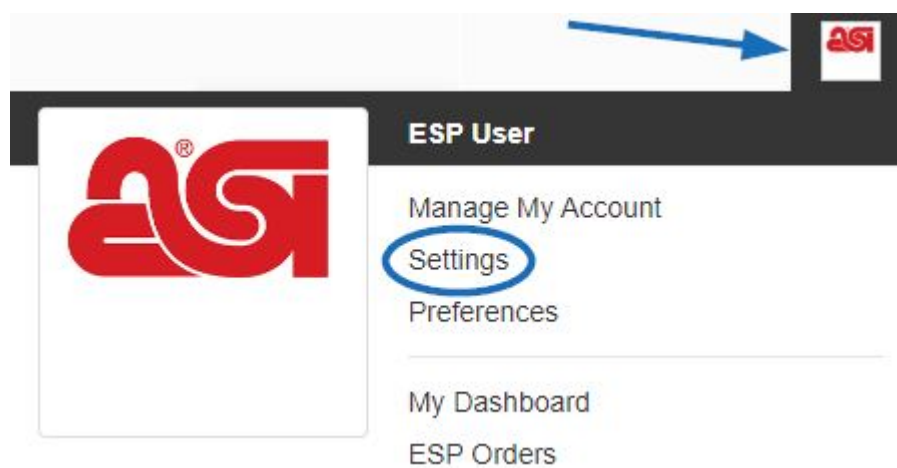 asi
ESP User
asi®
Manage My Account
Settings
Preferences
My Dashboard
ESP Orders